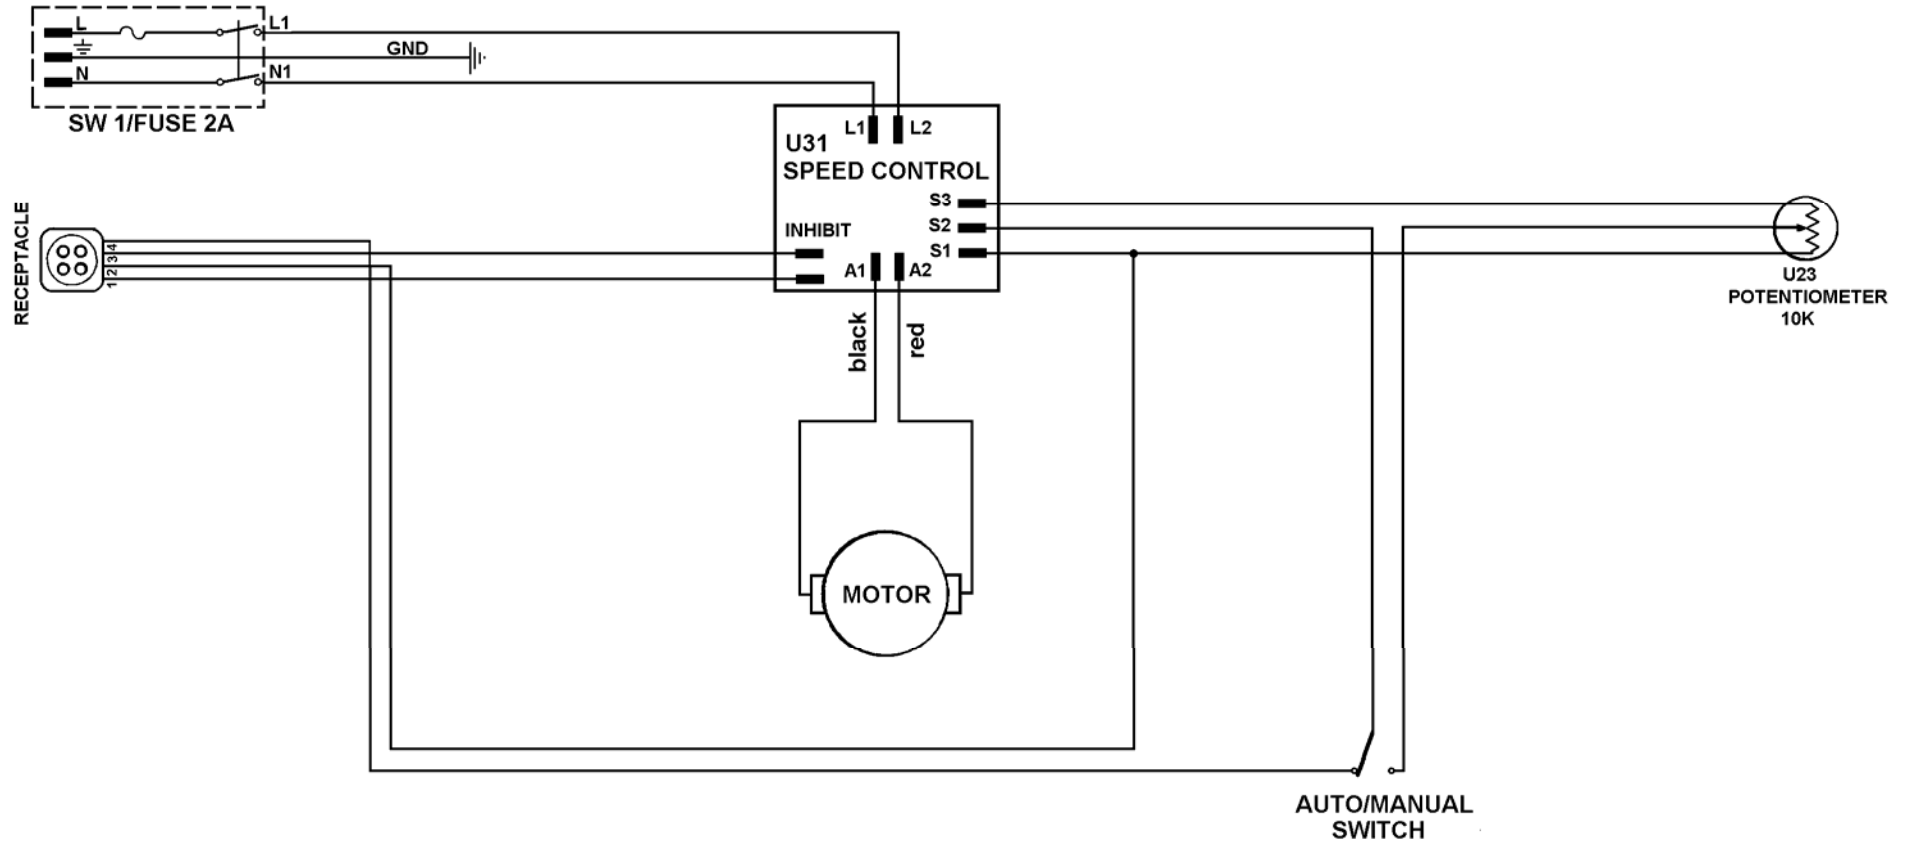 L
L1
GND
N
N1
SW 1/FUSE 2A
L1
L2
U31
SPEED CONTROL
S3
S2
S1
INHIBIT
A1
A2
RECEPTACLE
4
3
2
1
black
red
U23
POTENTIOMETER
10K
MOTOR
AUTO/MANUAL
SWITCH